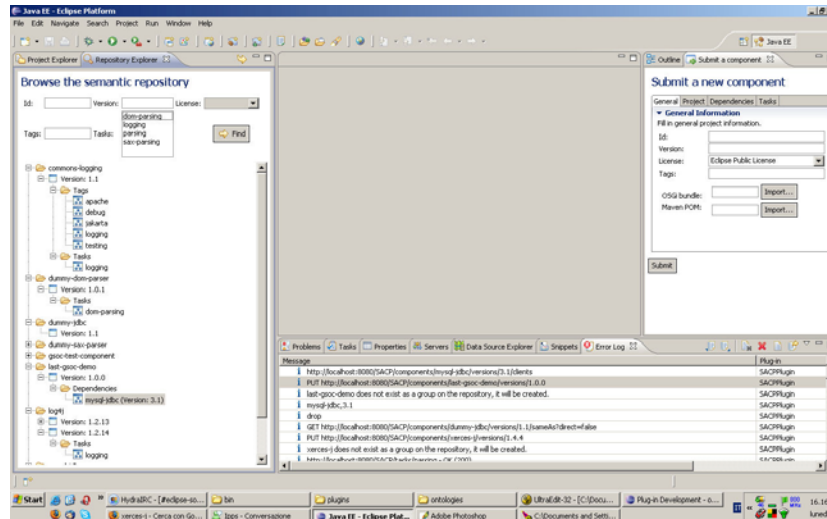 Java EE - Eclipse Platform
File Edit Navigate Search Project Run Window Help
Java EE
Project Explorer Repository Explorer
Outline Submit a component
Browse the semantic repository
Id: Version: License:
dom-parsing
logging
parsing
sax-parsing
Tags: Tasks: Find
commons-logging
Version: 1.1
Tags
apache
debug
jakarta
logging
testing
Tasks
logging
dummy-dom-parser
Version: 1.0.1
Tasks
dom-parsing
dummy-jdbc
Version: 1.1
dummy-sax-parser
gsoc-test-component
last-gsoc-demo
Version: 1.0.0
Dependencies
mysql-jdbc (Version: 3.1)
log4j
Version: 1.2.13
Version: 1.2.14
Tasks
logging
Submit a new component
General Project Dependencies Tasks
General Information
Fill in general project information.
Id:
Version:
License: Eclipse Public License
Tags:
OSGi bundle: Import...
Maven POM: Import...
Submit
Problems Tasks Properties Servers Data Source Explorer Snippets Error Log
Message Plug-in
http://localhost:8080/SACP/components/mysql-jdbc/versions/3.1/clients SACPPlugin
PUT http://localhost:8080/SACP/components/last-gsoc-demo/versions/1.0.0 SACPPlugin
last-gsoc-demo does not exist as a group on the repository, it will be created. SACPPlugin
mysql-jdbc,3.1 SACPPlugin
drop SACPPlugin
GET http://localhost:8080/SACP/components/dummy-jdbc/versions/1.1/sameAs?direct=false SACPPlugin
PUT http://localhost:8080/SACP/components/xerces-j/versions/1.4.4 SACPPlugin
xerces-j does not exist as a group on the repository, it will be created. SACPPlugin
http://localhost:8080/SACP/tasks/parsing - OK (200) SACPPlugin
Start HydraIRC - [#eclipse-so... bin plugins ontologies UltraEdit-32 - [C:\Docu... Plug-in Development - o... 16.16
xerces-j - Cerca con Go... Ipps - Conversazione Java EE - Eclipse Plat... Adobe Photoshop C:\Documents and Setti... luned